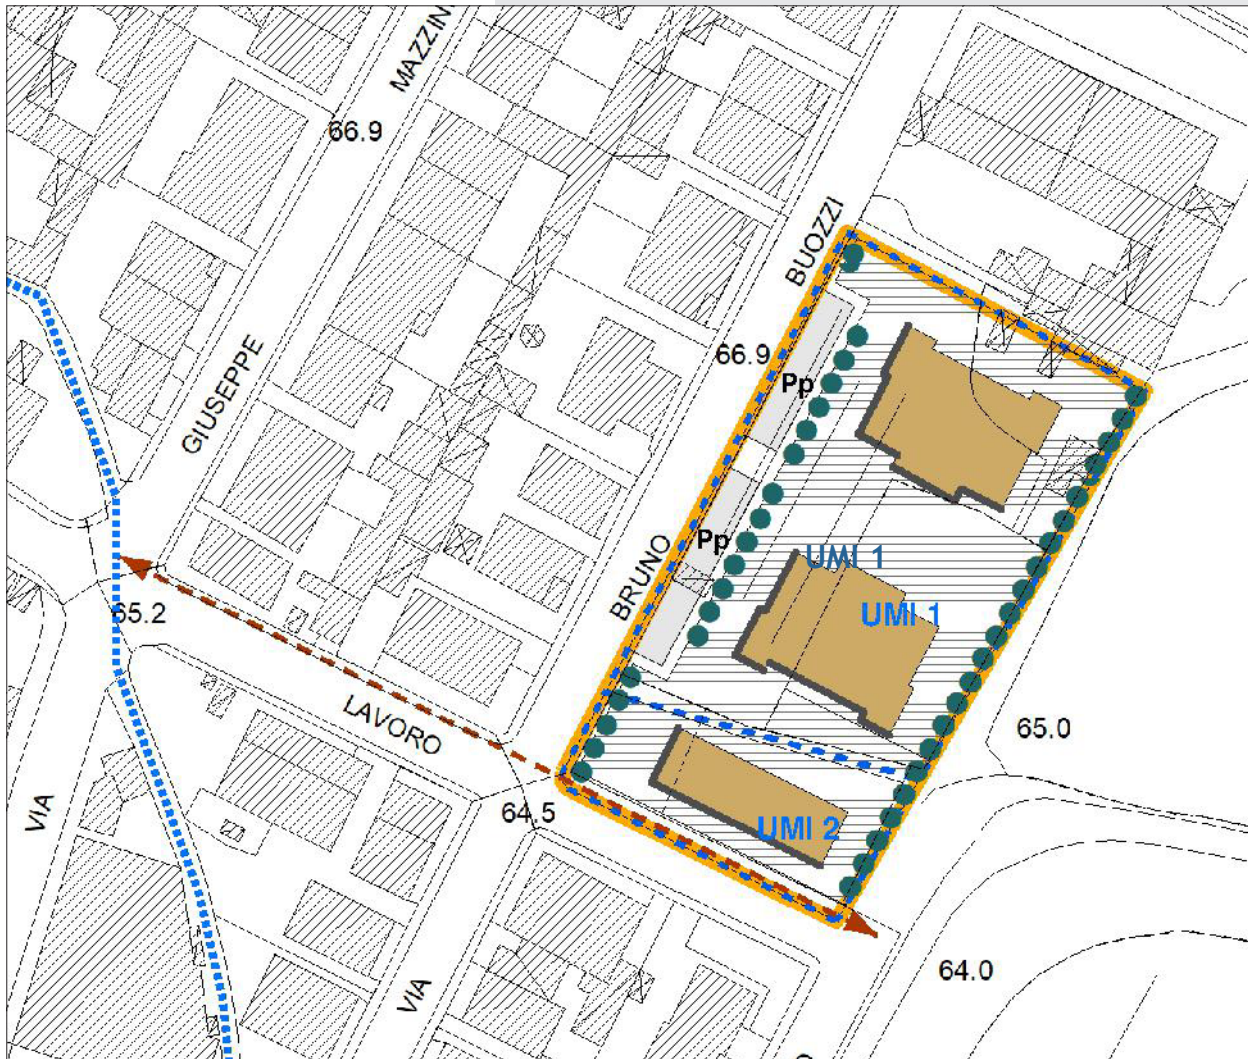 MAZZIN
66.9
BUOZZI
GIUSEPPE
66.9
Pp
Pp
BRUNO
UMI 1
UMI 1
65.2
LAVORO
65.0
VIA
64.5
UMI 2
64.0
VIA